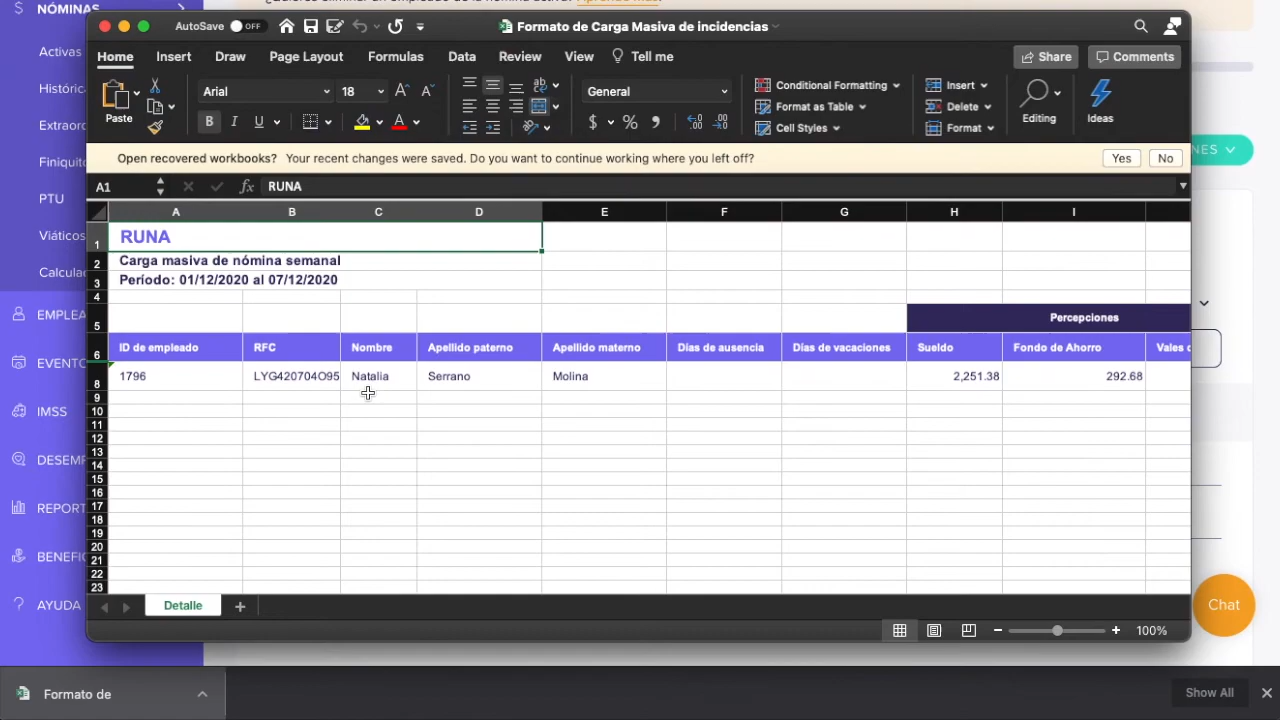 NÓMINAS
Activas
Histórica
Extraord
Finiquito
PTU
Viáticos
Calculad
EMPLEA
EVENTO
IMSS
DESEMP
REPORT
BENEFIC
AYUDA
AutoSave OFF
Formato de Carga Masiva de incidencias
Home Insert Draw Page Layout Formulas Data Review View Tell me Share Comments
Paste
Arial 18
B I U
General
$ %
Conditional Formatting
Format as Table
Cell Styles
Insert
Delete
Format
Editing
Ideas
Open recovered workbooks? Your recent changes were saved. Do you want to continue working where you left off? Yes No
A1 fx RUNA
A B C D E F G H I
1 RUNA
2 Carga masiva de nómina semanal
3 Período: 01/12/2020 al 07/12/2020
4
5 Percepciones
6 ID de empleado RFC Nombre Apellido paterno Apellido materno Días de ausencia Días de vacaciones Sueldo Fondo de Ahorro Vales
8 1796 LYG420704O95 Natalia Serrano Molina 2,251.38 292.68
9
10
11
12
13
14
15
16
17
18
19
20
21
22
23
Detalle
100%
NES
Chat
Formato de
Show All